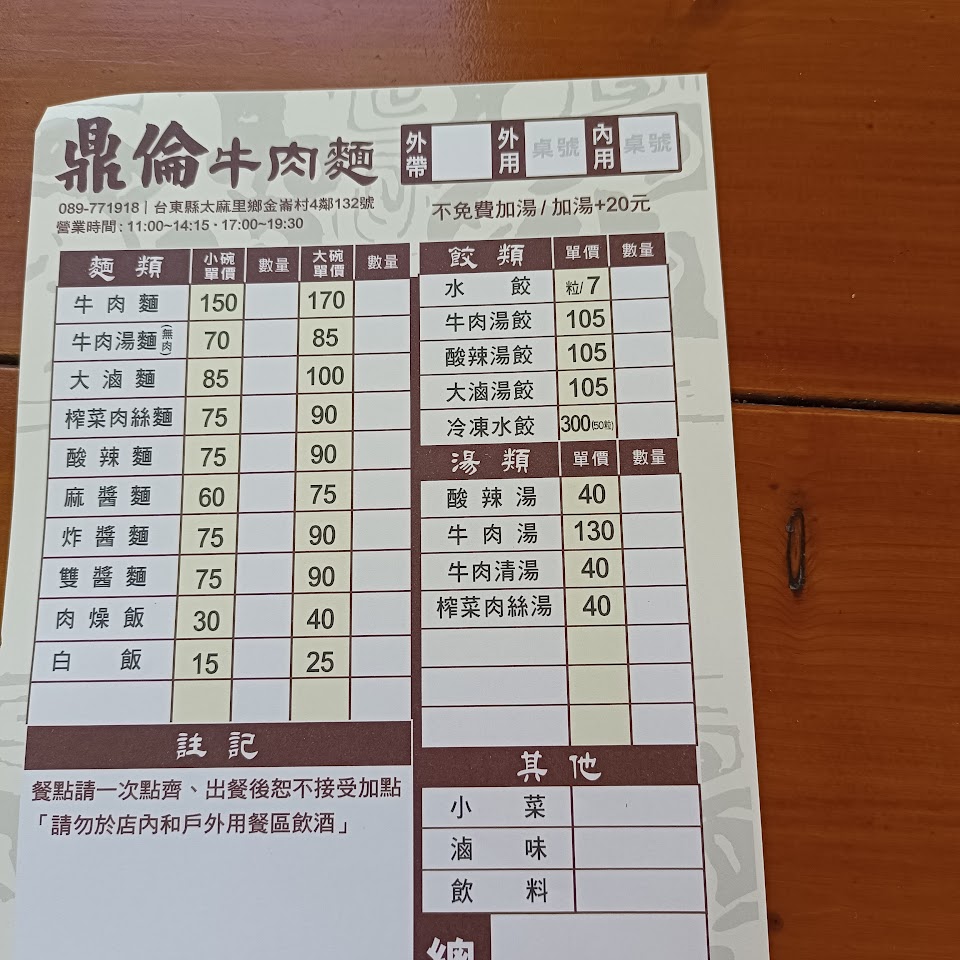 鼎倫牛肉麵
外帶 外用 桌號 內用 桌號
089-771918 | 台東縣太麻里鄉金崙村4鄰132號
營業時間:11:00~14:15·17:00~19:30
不免費加湯/加湯+20元
麵類 小碗單價 數量 大碗單價 數量
牛肉麵 150 170
牛肉湯麵(無肉) 70 85
大滷麵 85 100
榨菜肉絲麵 75 90
酸辣麵 75 90
麻醬麵 60 75
炸醬麵 75 90
雙醬麵 75 90
肉燥飯 30 40
白飯 15 25
餃類 單價 數量
水餃 粒/7
牛肉湯餃 105
酸辣湯餃 105
大滷湯餃 105
冷凍水餃 300(50粒)
湯類 單價 數量
酸辣湯 40
牛肉湯 130
牛肉清湯 40
榨菜肉絲湯 40
註記
餐點請一次點齊、出餐後恕不接受加點
「請勿於店內和戶外用餐區飲酒」
其他
小菜
滷味
飲料
總